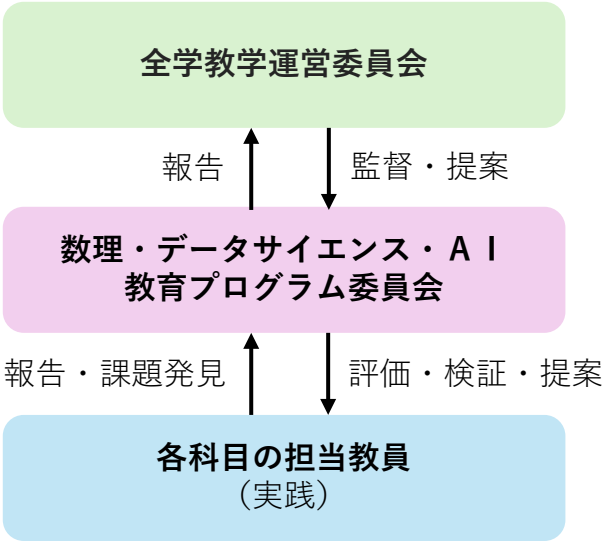 全学教学運営委員会
報告
監督・提案
数理・データサイエンス・ＡＩ
教育プログラム委員会
報告・課題発見
評価・検証・提案
各科目の担当教員
（実践）